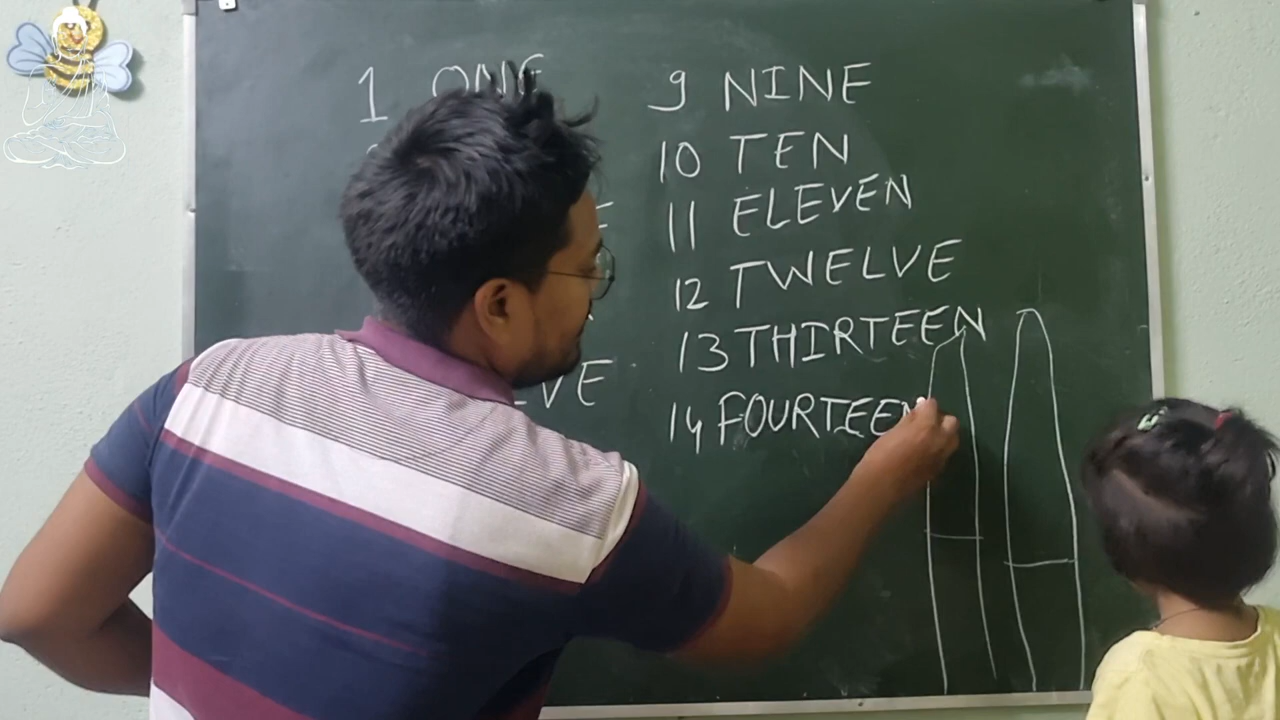 1 ONE
9 NINE
10 TEN
11 ELEVEN
12 TWELVE
13 THIRTEEN
14 FOURTEEN